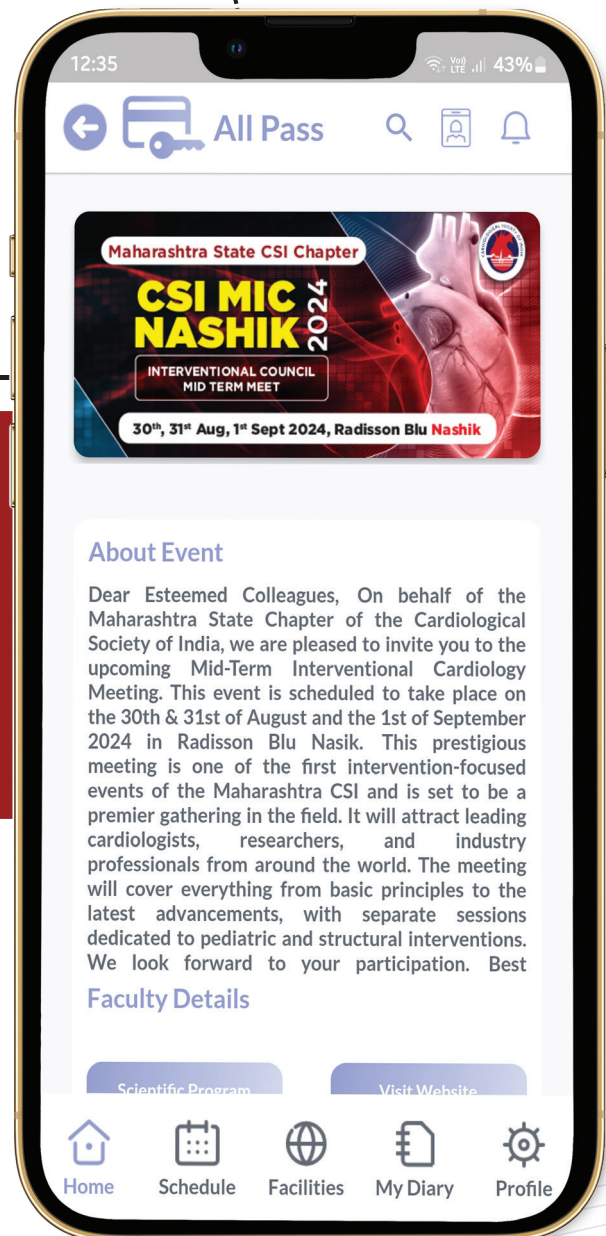 12:35
Vo))
LTE
43%
All Pass
Maharashtra State CSI Chapter
CARDIOLOGICAL SOCIETY OF INDIA
CSI MIC
NASHIK
2024
INTERVENTIONAL COUNCIL
MID TERM MEET
30th, 31st Aug, 1st Sept 2024, Radisson Blu Nashik
About Event
Dear Esteemed Colleagues, On behalf of the
Maharashtra State Chapter of the Cardiological
Society of India, we are pleased to invite you to the
upcoming Mid-Term Interventional Cardiology
Meeting. This event is scheduled to take place on
the 30th & 31st of August and the 1st of September
2024 in Radisson Blu Nasik. This prestigious
meeting is one of the first intervention-focused
events of the Maharashtra CSI and is set to be a
premier gathering in the field. It will attract leading
cardiologists, researchers, and industry
professionals from around the world. The meeting
will cover everything from basic principles to the
latest advancements, with separate sessions
dedicated to pediatric and structural interventions.
We look forward to your participation. Best
Faculty Details
Scientific Program
Visit Website
Home
Schedule
Facilities
My Diary
Profile